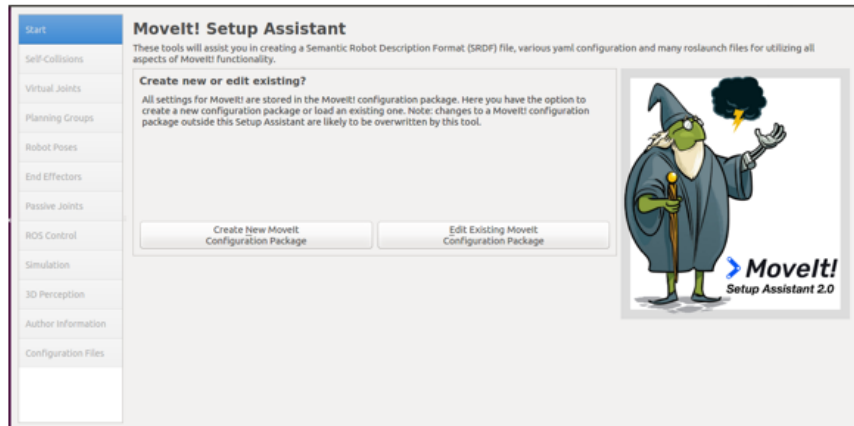 Start
Self-Collisions
Virtual Joints
Planning Groups
Robot Poses
End Effectors
Passive Joints
ROS Control
Simulation
3D Perception
Author Information
Configuration Files
MoveIt! Setup Assistant
These tools will assist you in creating a Semantic Robot Description Format (SRDF) file, various yaml configuration and many roslaunch files for utilizing all
aspects of MoveIt! functionality.
Create new or edit existing?
All settings for MoveIt! are stored in the MoveIt! configuration package. Here you have the option to
create a new configuration package or load an existing one. Note: changes to a MoveIt! configuration
package outside this Setup Assistant are likely to be overwritten by this tool.
Create New MoveIt
Configuration Package
Edit Existing MoveIt
Configuration Package
MoveIt!
Setup Assistant 2.0